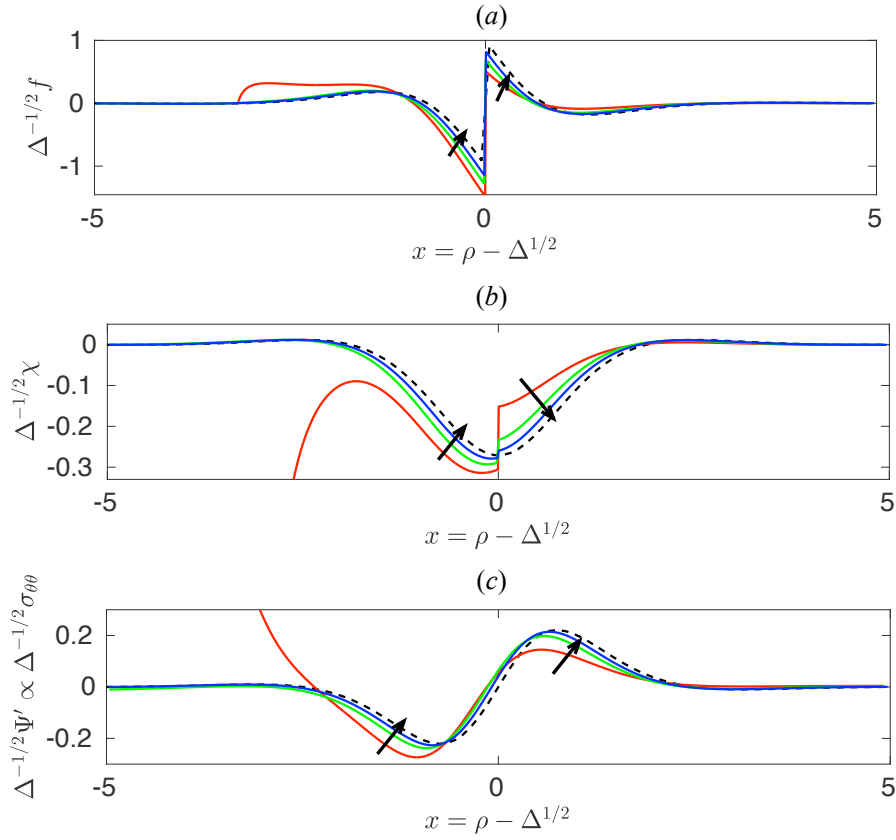 (a)
1
0
-1
Δ^{-1/2} f
-5
0
5
x = ρ − Δ^{1/2}
(b)
0
-0.1
-0.2
-0.3
Δ^{-1/2}χ
-5
0
5
x = ρ − Δ^{1/2}
(c)
0.2
0
-0.2
Δ^{-1/2}Ψ′ ∝ Δ^{-1/2}σ_{θθ}
-5
0
5
x = ρ − Δ^{1/2}